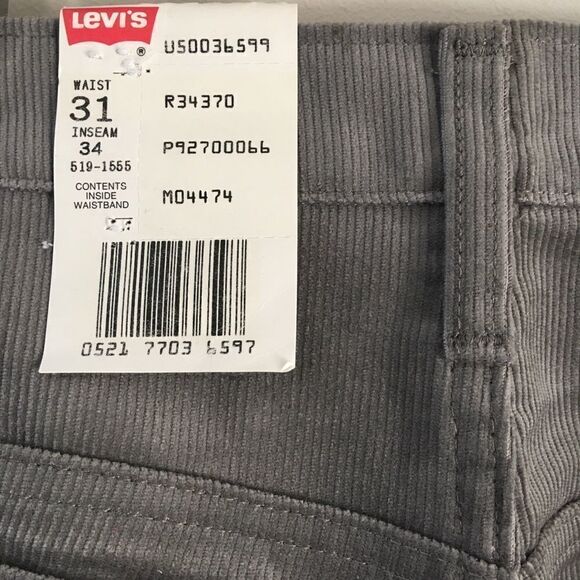 Levi's
®
WAIST
31
INSEAM
34
519-1555
CONTENTS
INSIDE
WAISTBAND
US0036599
R34370
P92700066
M04474
0521 7703 6597